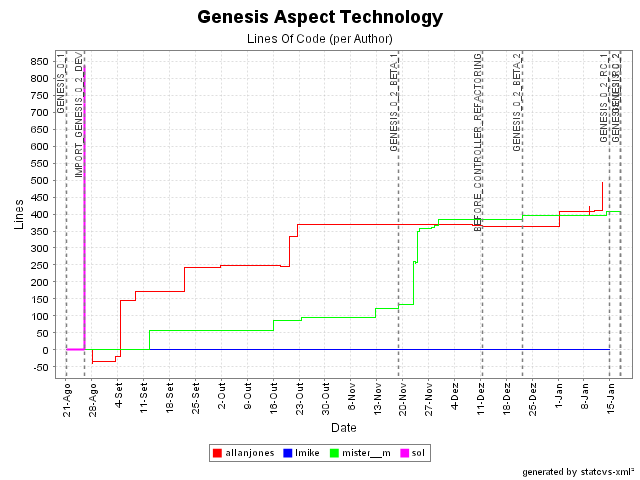 Genesis Aspect Technology
Lines Of Code (per Author)
GENESIS_0_1
IMPORT_GENESIS_0_2_DEV
GENESIS_0_2_BETA_1
BEFORE_CONTROLLER_REFACTORING
GENESIS_0_2_BETA_2
GENESIS_0_2_RC_1
Lines
850
800
750
700
650
600
550
500
450
400
350
300
250
200
150
100
50
0
-50
21-Ago
28-Ago
4-Set
11-Set
18-Set
25-Set
2-Out
9-Out
16-Out
23-Out
30-Out
6-Nov
13-Nov
20-Nov
27-Nov
4-Dez
11-Dez
18-Dez
25-Dez
1-Jan
8-Jan
15-Jan
Date
allanjones lmike mister__m sol
generated by statcvs-xml²